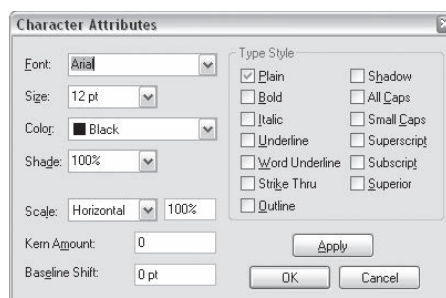 Character Attributes
Font: Arial
Size: 12 pt
Color: Black
Shade: 100%
Scale: Horizontal 100%
Kern Amount: 0
Baseline Shift: 0 pt
Type Style
Plain
Bold
Italic
Underline
Word Underline
Strike Thru
Outline
Shadow
All Caps
Small Caps
Superscript
Subscript
Superior
Apply
OK Cancel